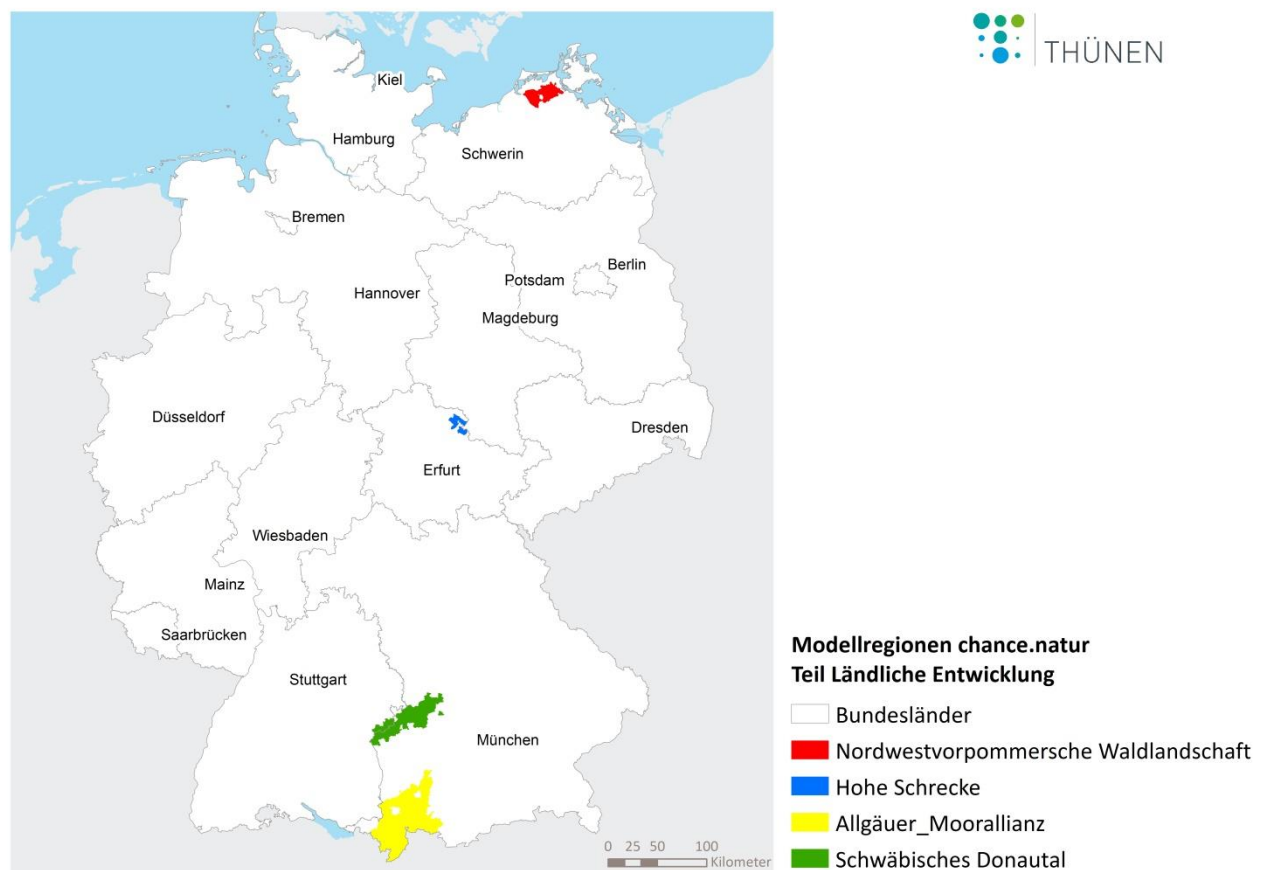 THÜNEN
Kiel
Hamburg
Schwerin
Bremen
Berlin
Potsdam
Hannover
Magdeburg
Düsseldorf
Dresden
Erfurt
Wiesbaden
Mainz
Saarbrücken
Stuttgart
München
0 25 50 100
Kilometer
Modellregionen chance.natur
Teil Ländliche Entwicklung
Bundesländer
Nordwestvorpommersche Waldlandschaft
Hohe Schrecke
Allgäuer_Moorallianz
Schwäbisches Donautal